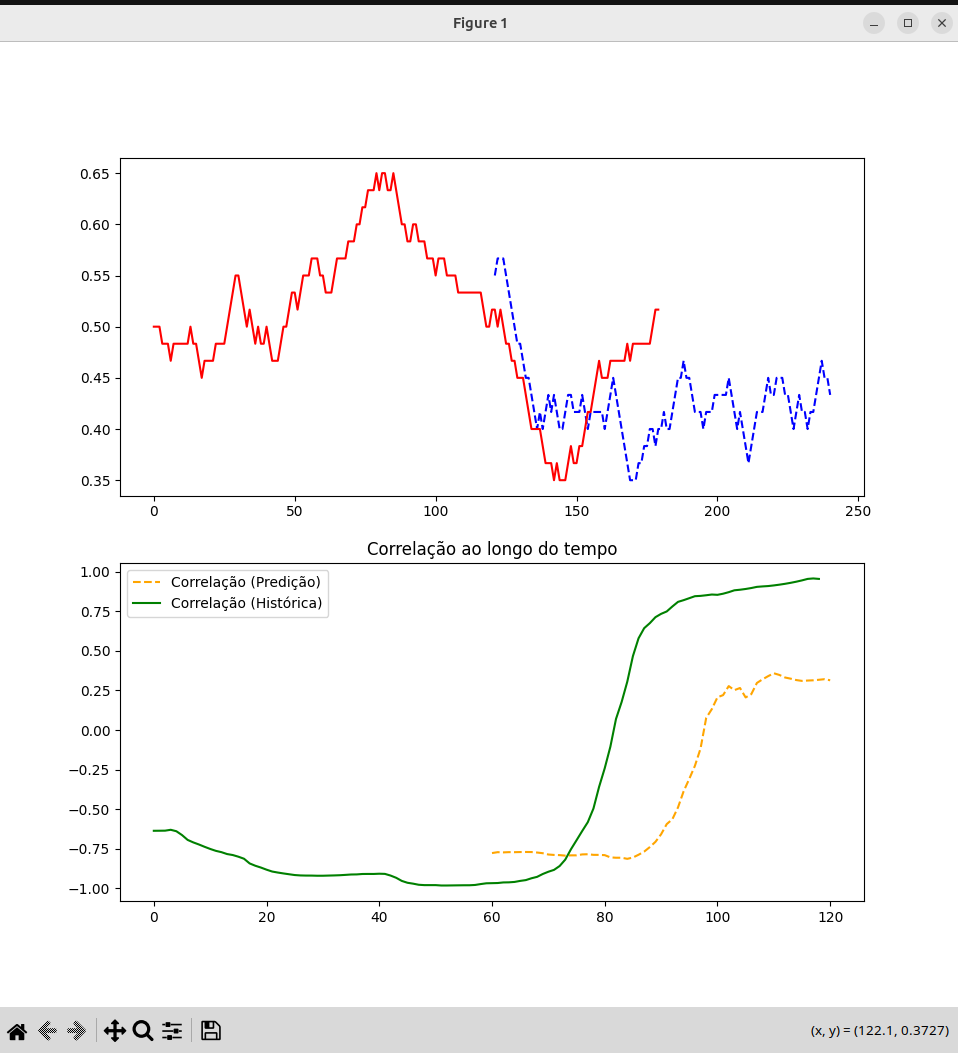 Figure 1
0.65
0.60
0.55
0.50
0.45
0.40
0.35
0 50 100 150 200 250
Correlação ao longo do tempo
Correlação (Predição)
Correlação (Histórica)
1.00
0.75
0.50
0.25
0.00
−0.25
−0.50
−0.75
−1.00
0 20 40 60 80 100 120
(x, y) = (122.1, 0.3727)